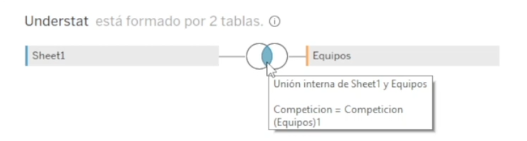 Understat está formado por 2 tablas. ⓘ
Sheet1 Equipos
Unión interna de Sheet1 y Equipos
Competicion = Competicion
(Equipos)1